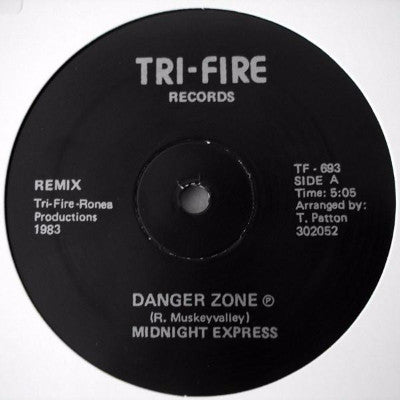 TRI-FIRE
RECORDS
REMIX
Tri-Fire-Ronea
Productions
1983
TF - 693
SIDE A
Time: 5:05
Arranged by:
T. Patton
302052
DANGER ZONE ℗
(R. Muskeyvalley)
MIDNIGHT EXPRESS